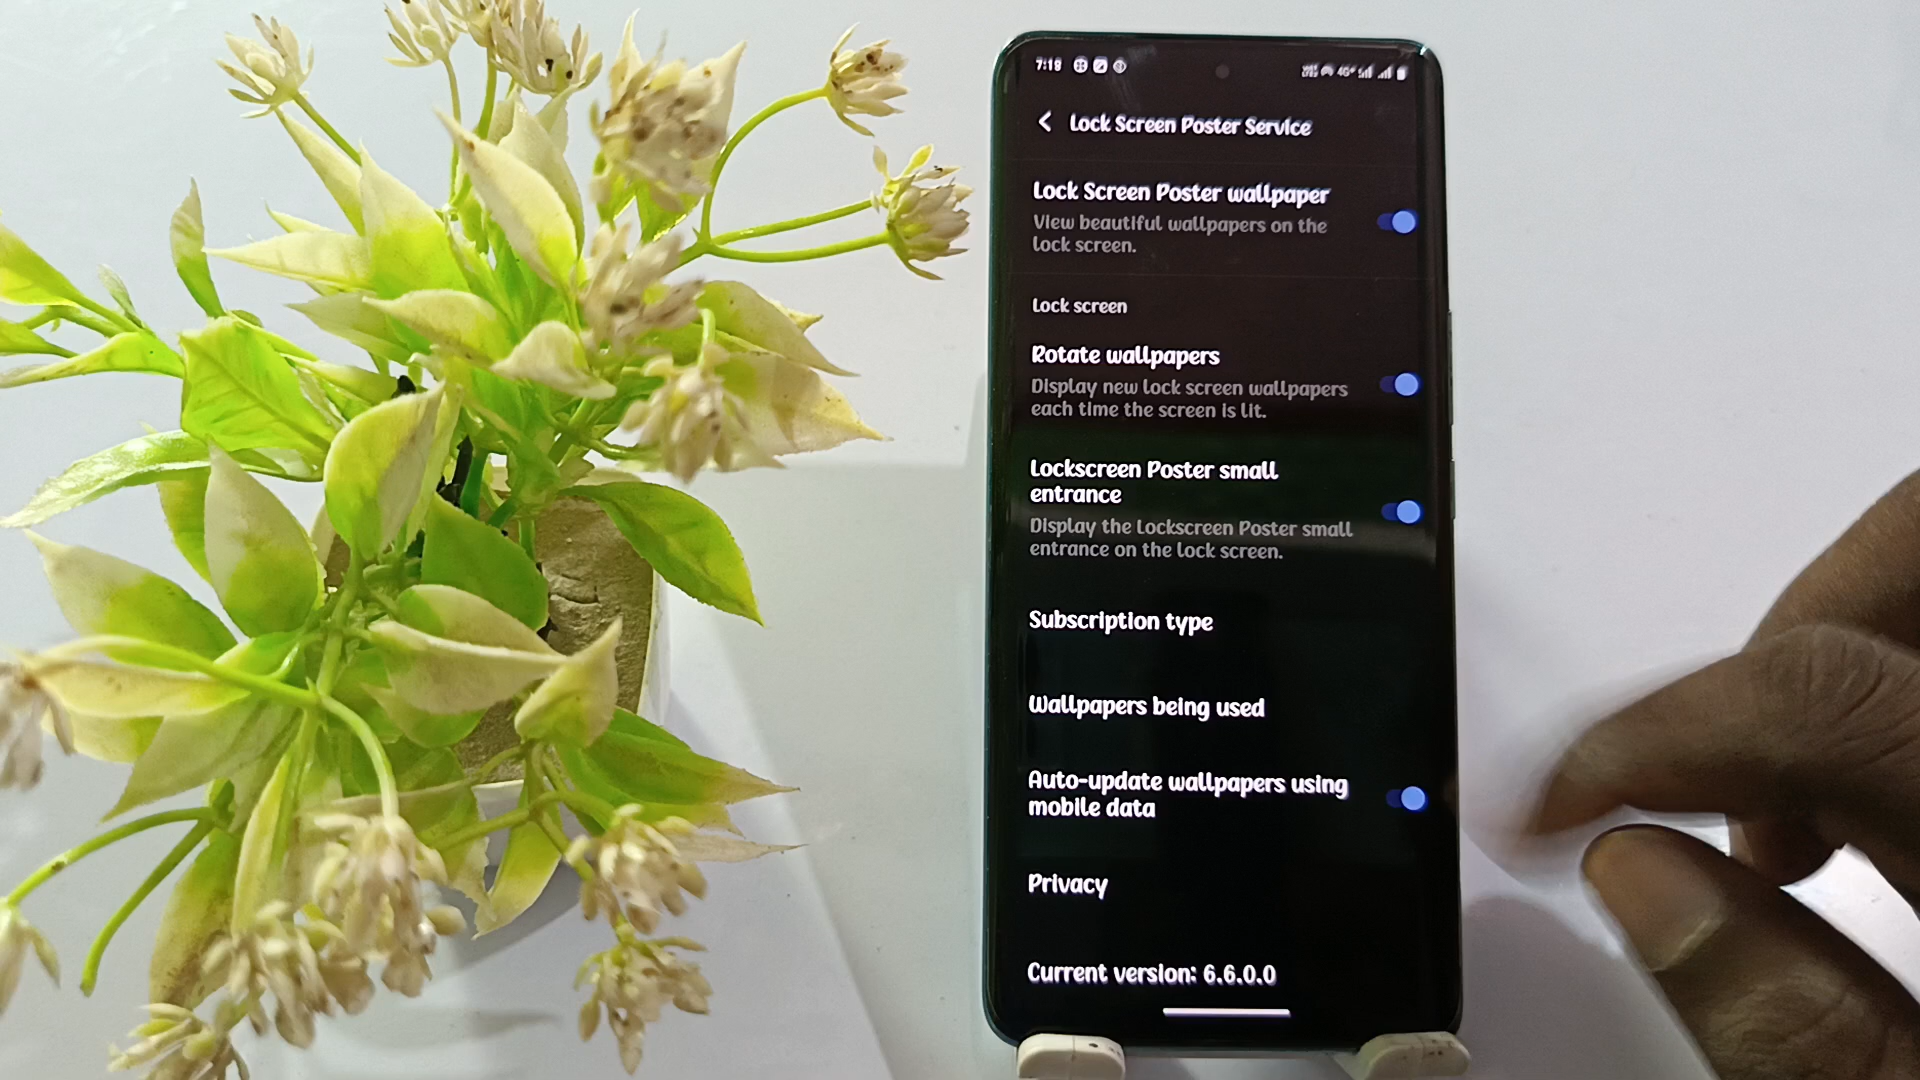 7:18
4G+
Lock Screen Poster Service
Lock Screen Poster wallpaper
View beautiful wallpapers on the
lock screen.
Lock screen
Rotate wallpapers
Display new lock screen wallpapers
each time the screen is lit.
Lockscreen Poster small
entrance
Display the Lockscreen Poster small
entrance on the lock screen.
Subscription type
Wallpapers being used
Auto-update wallpapers using
mobile data
Privacy
Current version: 6.6.0.0